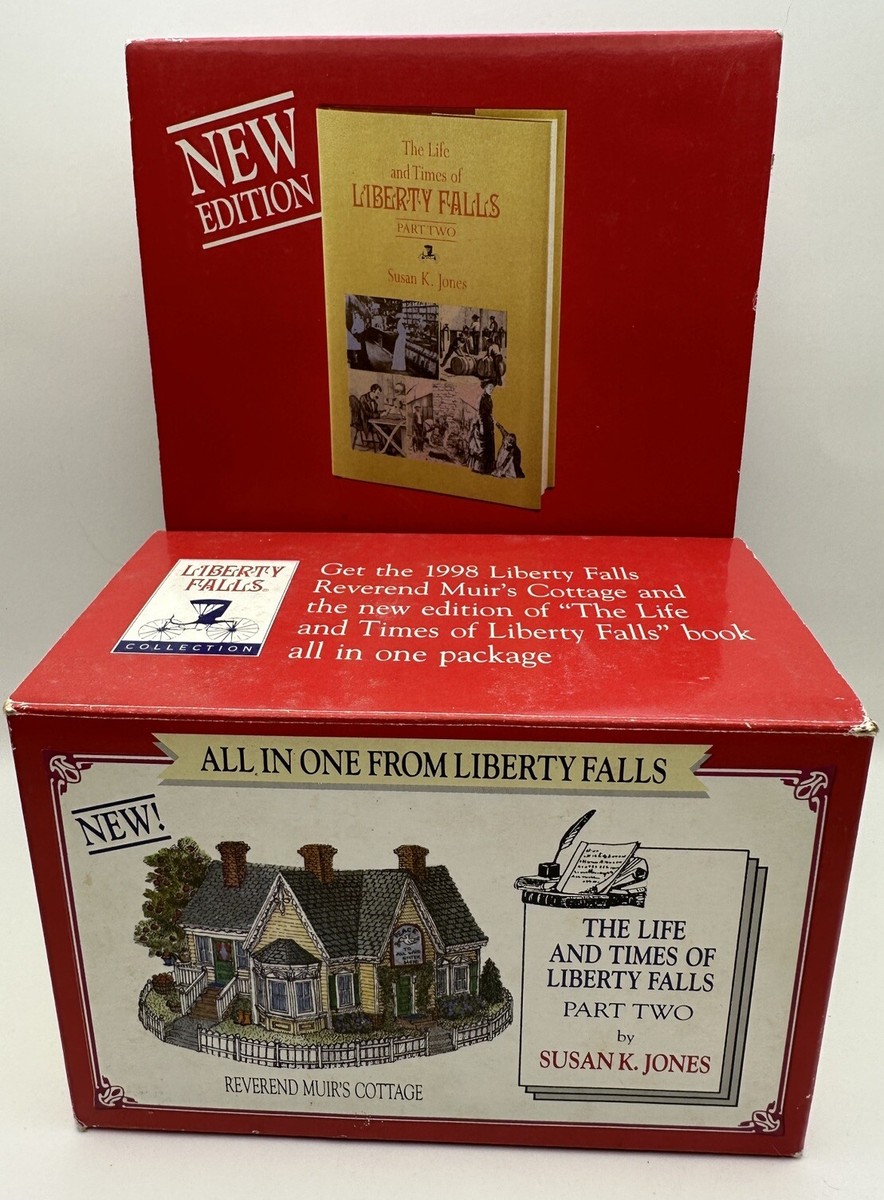 NEW
EDITION
The Life
and Times of
LIBERTY FALLS
PART TWO
Susan K. Jones
LIBERTY
FALLS
COLLECTION
Get the 1998 Liberty Falls
Reverend Muir's Cottage and
the new edition of “The Life
and Times of Liberty Falls” book
all in one package
ALL IN ONE FROM LIBERTY FALLS
NEW!
REVEREND MUIR'S COTTAGE
THE LIFE
AND TIMES OF
LIBERTY FALLS
PART TWO
by
SUSAN K. JONES